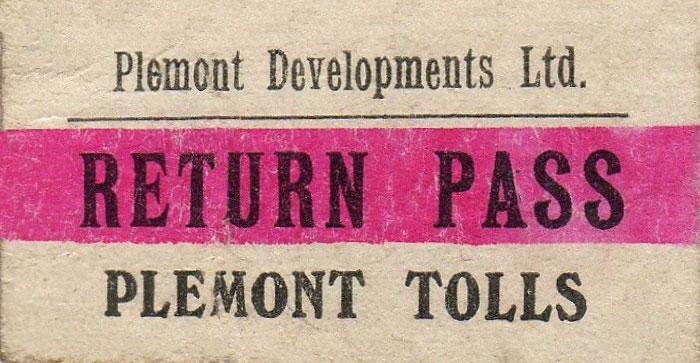 Plemont Developments Ltd.
RETURN PASS
PLEMONT TOLLS